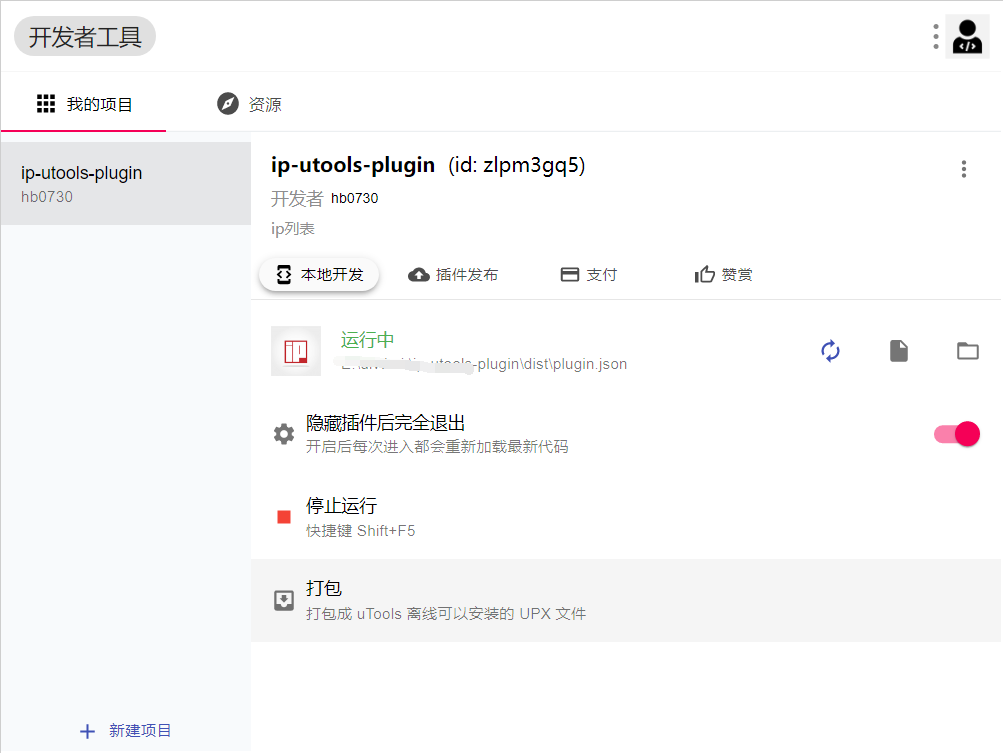 开发者工具
我的项目
资源
ip-utools-plugin
hb0730
ip-utools-plugin (id: zlpm3gq5)
开发者 hb0730
ip列表
本地开发
插件发布
支付
赞赏
运行中
-plugin\dist\plugin.json
隐藏插件后完全退出
开启后每次进入都会重新加载最新代码
停止运行
快捷键 Shift+F5
打包
打包成 uTools 离线可以安装的 UPX 文件
新建项目